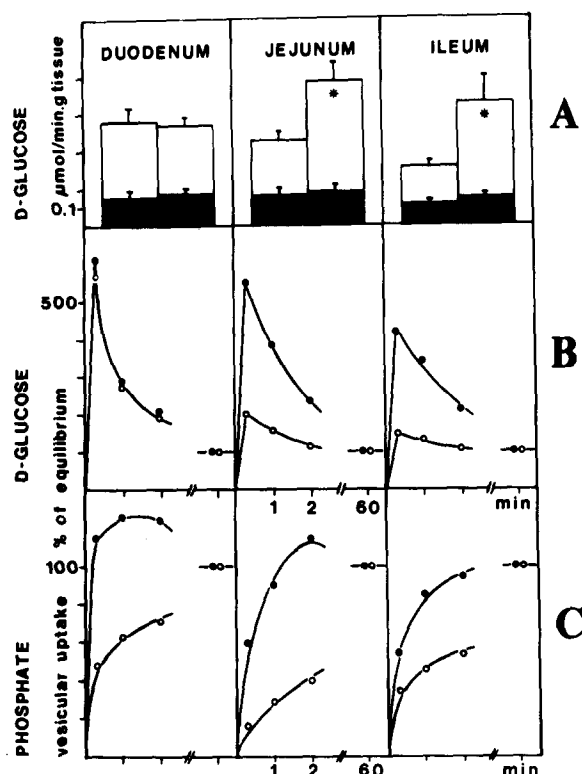 DUODENUM JEJUNUM ILEUM
D-GLUCOSE
µmol/min.g tissue
0.1
A
500
D-GLUCOSE
B
1 2 60 min
% of equilibrium
100
PHOSPHATE
vesicular uptake
C
1 2 60 min